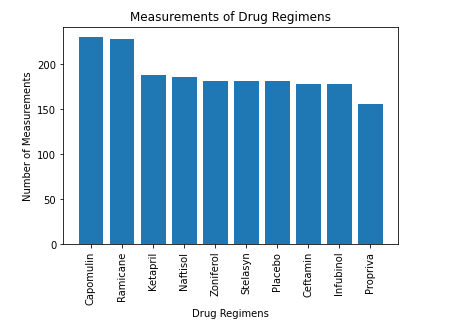 Measurements of Drug Regimens
Number of Measurements
200
150
100
50
0
Capomulin
Ramicane
Ketapril
Naftisol
Zoniferol
Stelasyn
Placebo
Ceftamin
Infubinol
Propriva
Drug Regimens